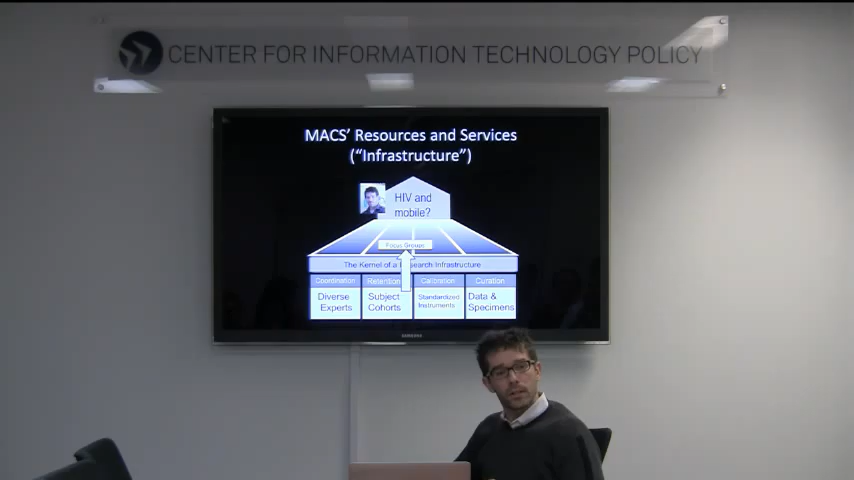 CENTER FOR INFORMATION TECHNOLOGY POLICY
MACS' Resources and Services
("Infrastructure")
HIV and
mobile?
Focus Groups
The Kernel of a Research Infrastructure
Coordination
Retention
Calibration
Curation
Diverse
Experts
Subject
Cohorts
Standardized
Instruments
Data &
Specimens
SAMSUNG